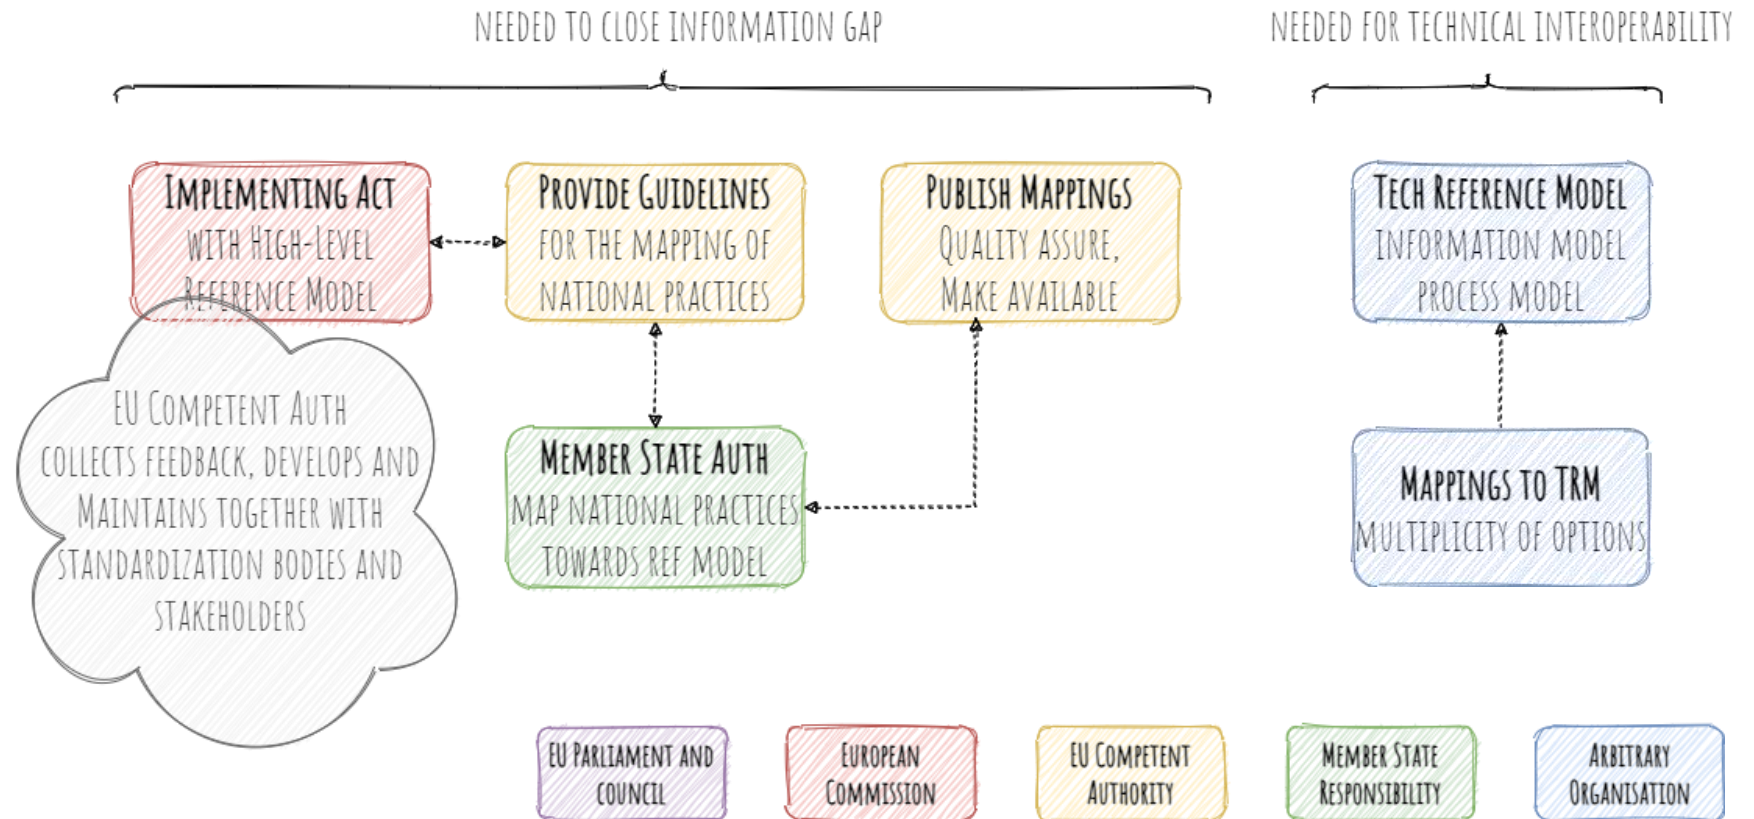 NEEDED TO CLOSE INFORMATION GAP
NEEDED FOR TECHNICAL INTEROPERABILITY
IMPLEMENTING ACT
WITH HIGH-LEVEL
REFERENCE MODEL
PROVIDE GUIDELINES
FOR THE MAPPING OF
NATIONAL PRACTICES
PUBLISH MAPPINGS
QUALITY ASSURE,
MAKE AVAILABLE
TECH REFERENCE MODEL
INFORMATION MODEL
PROCESS MODEL
EU COMPETENT AUTH
COLLECTS FEEDBACK, DEVELOPS AND
MAINTAINS TOGETHER WITH
STANDARDIZATION BODIES AND
STAKEHOLDERS
MEMBER STATE AUTH
MAP NATIONAL PRACTICES
TOWARDS REF MODEL
MAPPINGS TO TRM
MULTIPLICITY OF OPTIONS
EU PARLIAMENT AND
COUNCIL
EUROPEAN
COMMISSION
EU COMPETENT
AUTHORITY
MEMBER STATE
RESPONSIBILITY
ARBITRARY
ORGANISATION